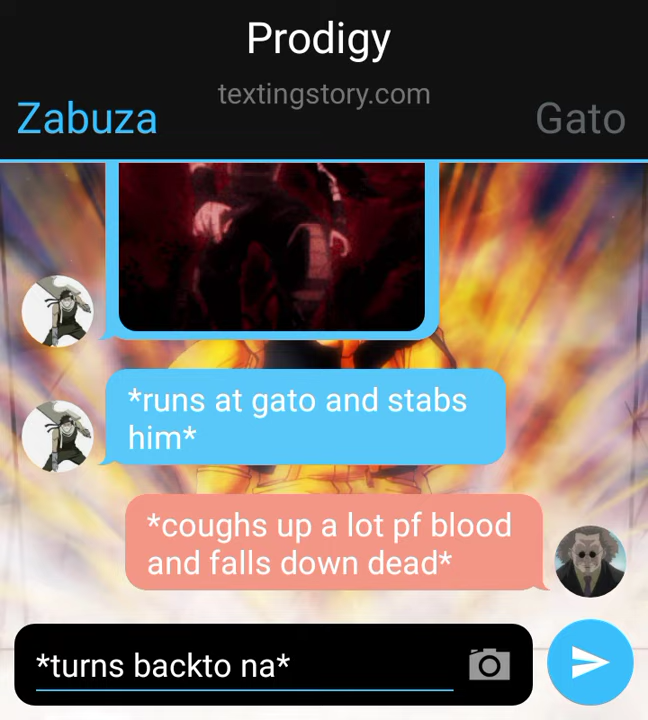 Prodigy
textingstory.com
Zabuza
Gato
*runs at gato and stabs
him*
*coughs up a lot pf blood
and falls down dead*
*turns backto na*